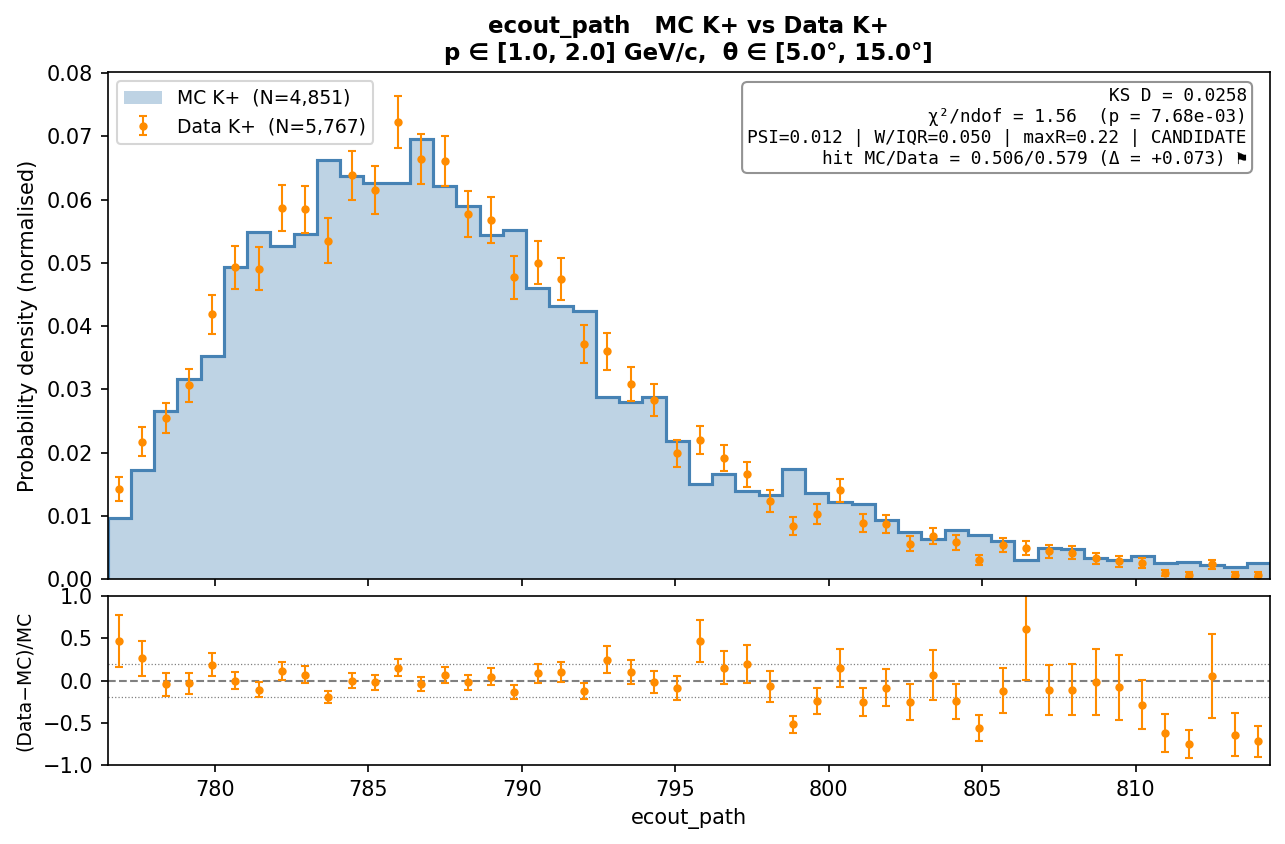 ecout_path   MC K+ vs Data K+
p ∈ [1.0, 2.0] GeV/c,  θ ∈ [5.0°, 15.0°]
MC K+  (N=4,851)
Data K+  (N=5,767)
KS D = 0.0258
χ²/ndof = 1.56  (p = 7.68e-03)
PSI=0.012 | W/IQR=0.050 | maxR=0.22 | CANDIDATE
hit MC/Data = 0.506/0.579 (Δ = +0.073) ⚑
Probability density (normalised)
0.08
0.07
0.06
0.05
0.04
0.03
0.02
0.01
0.00
(Data−MC)/MC
1.0
0.5
0.0
−0.5
−1.0
780 785 790 795 800 805 810
ecout_path